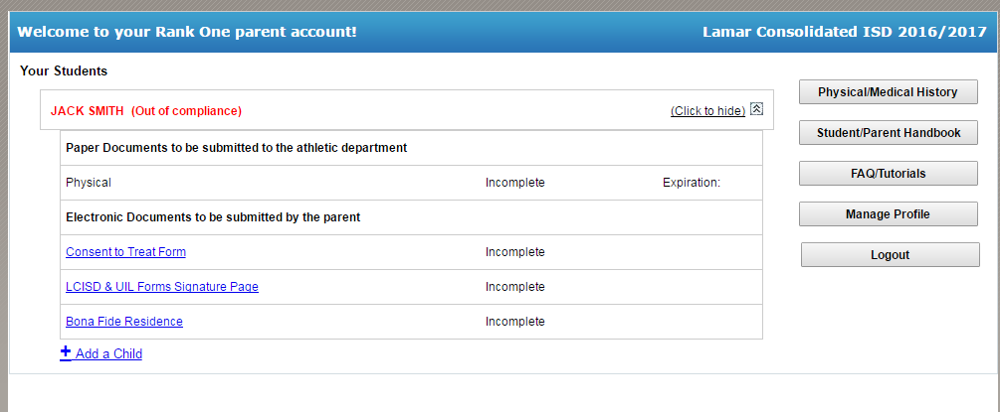 Welcome to your Rank One parent account! Lamar Consolidated ISD 2016/2017
Your Students
JACK SMITH (Out of compliance) (Click to hide)
Paper Documents to be submitted to the athletic department
Physical Incomplete Expiration:
Electronic Documents to be submitted by the parent
Consent to Treat Form Incomplete
LCISD & UIL Forms Signature Page Incomplete
Bona Fide Residence Incomplete
+ Add a Child
Physical/Medical History
Student/Parent Handbook
FAQ/Tutorials
Manage Profile
Logout